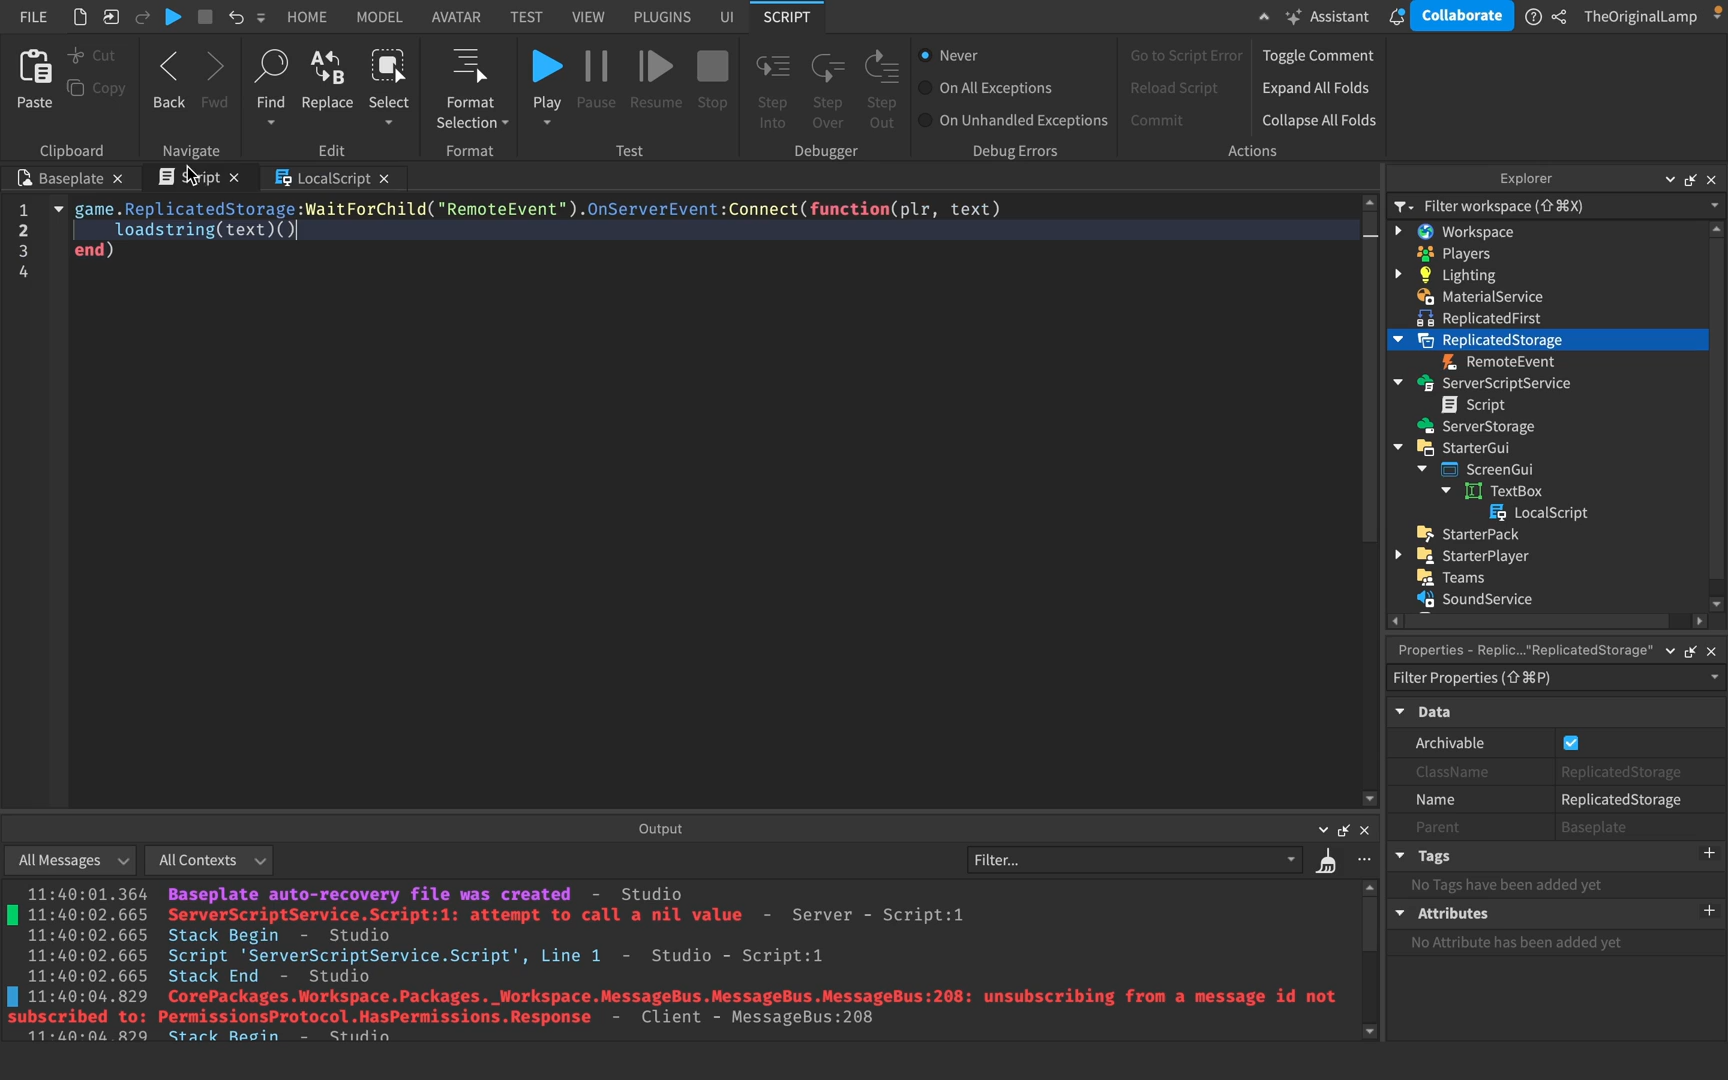 FILE HOME MODEL AVATAR TEST VIEW PLUGINS UI SCRIPT Assistant Collaborate TheOriginalLamp
Paste Cut Copy Back Fwd Find Replace Select Format Selection Play Pause Resume Stop Step Into Step Over Step Out
Never
On All Exceptions
On Unhandled Exceptions
Go to Script Error
Reload Script
Commit
Toggle Comment
Expand All Folds
Collapse All Folds
Clipboard Navigate Edit Format Test Debugger Debug Errors Actions
Baseplate Script LocalScript
1 game.ReplicatedStorage:WaitForChild("RemoteEvent").OnServerEvent:Connect(function(plr, text)
2 loadstring(text)()
3 end)
4
Explorer
Filter workspace (⇧⌘X)
Workspace
Players
Lighting
MaterialService
ReplicatedFirst
ReplicatedStorage
RemoteEvent
ServerScriptService
Script
ServerStorage
StarterGui
ScreenGui
TextBox
LocalScript
StarterPack
StarterPlayer
Teams
SoundService
Properties - Replic..."ReplicatedStorage"
Filter Properties (⇧⌘P)
Data
Archivable
ClassName ReplicatedStorage
Name ReplicatedStorage
Parent Baseplate
Tags
No Tags have been added yet
Attributes
No Attribute has been added yet
Output
All Messages All Contexts Filter...
11:40:01.364 Baseplate auto-recovery file was created - Studio
11:40:02.665 ServerScriptService.Script:1: attempt to call a nil value - Server - Script:1
11:40:02.665 Stack Begin - Studio
11:40:02.665 Script 'ServerScriptService.Script', Line 1 - Studio - Script:1
11:40:02.665 Stack End - Studio
11:40:04.829 CorePackages.Workspace.Packages._Workspace.MessageBus.MessageBus.MessageBus:208: unsubscribing from a message id not
subscribed to: PermissionsProtocol.HasPermissions.Response - Client - MessageBus:208
11:40:04.829 Stack Begin - Studio